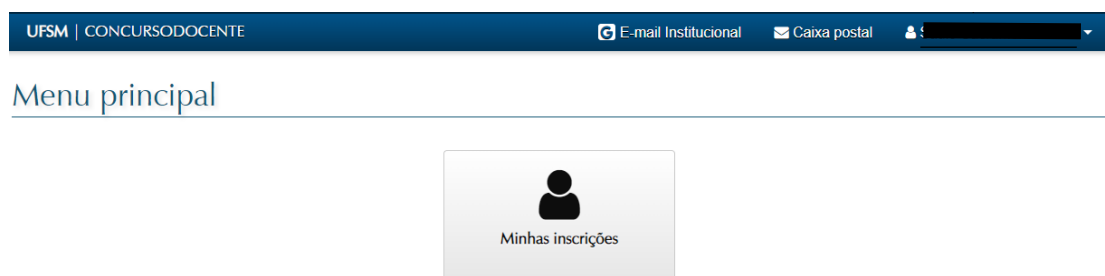 UFSM | CONCURSODOCENTE E-mail Institucional Caixa postal
Menu principal
Minhas inscrições